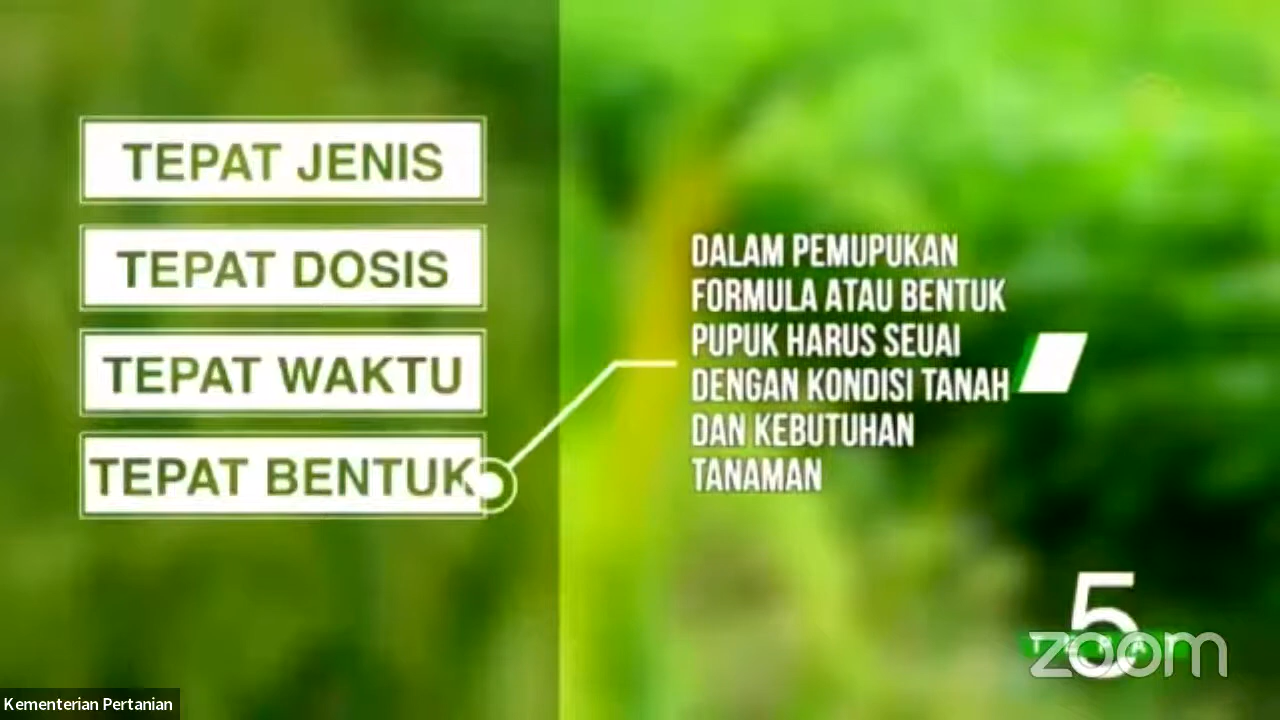 TEPAT JENIS
TEPAT DOSIS
TEPAT WAKTU
TEPAT BENTUK
DALAM PEMUPUKAN
FORMULA ATAU BENTUK
PUPUK HARUS SEUAI
DENGAN KONDISI TANAH
DAN KEBUTUHAN
TANAMAN
5
TEPAT
zoom
Kementerian Pertanian